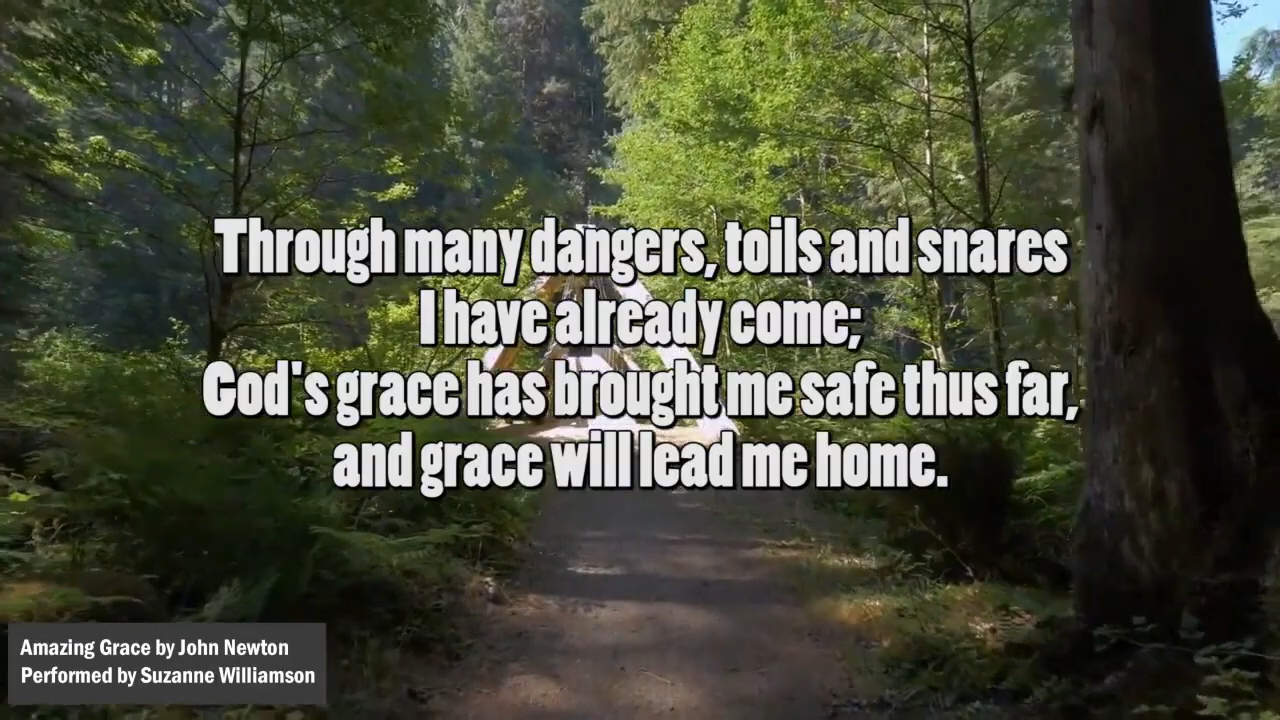 Through many dangers, toils and snares
I have already come;
God's grace has brought me safe thus far,
and grace will lead me home.
Amazing Grace by John Newton
Performed by Suzanne Williamson